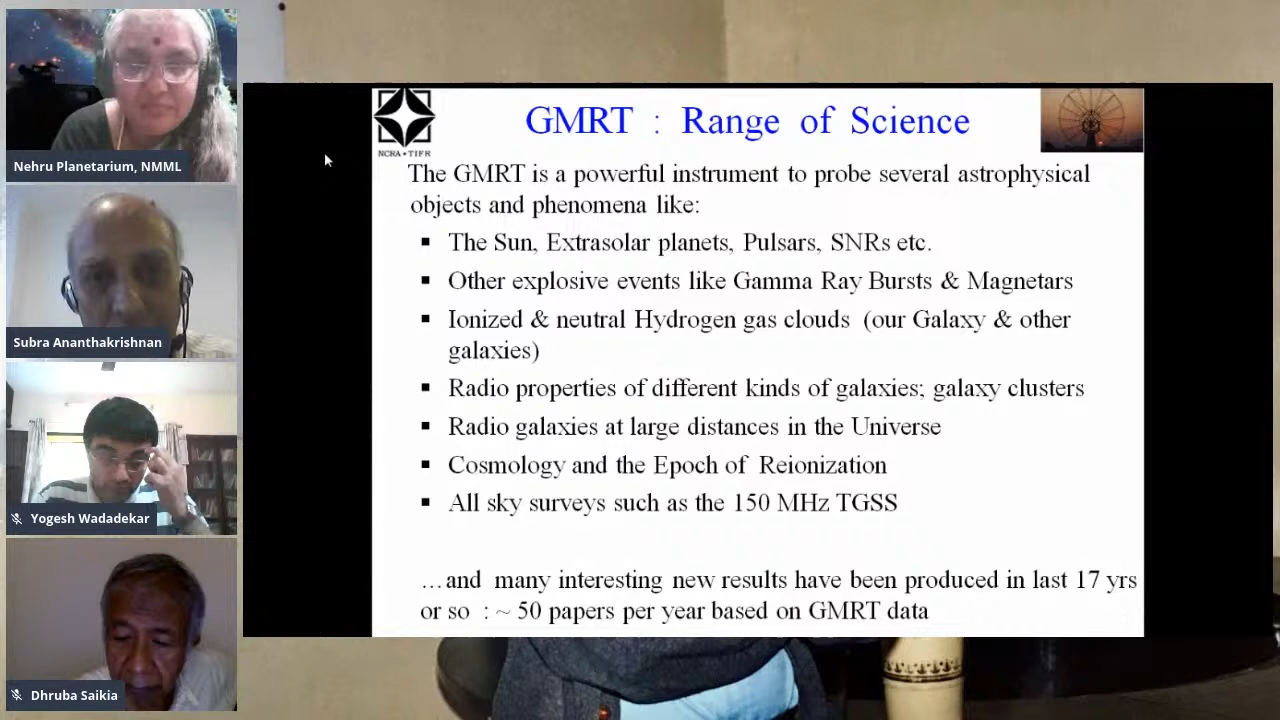 Nehru Planetarium, NMML
Subra Ananthakrishnan
Yogesh Wadadekar
Dhruba Saikia
NCRA • TIFR
GMRT : Range of Science
The GMRT is a powerful instrument to probe several astrophysical
objects and phenomena like:
▪ The Sun, Extrasolar planets, Pulsars, SNRs etc.
▪ Other explosive events like Gamma Ray Bursts & Magnetars
▪ Ionized & neutral Hydrogen gas clouds (our Galaxy & other
galaxies)
▪ Radio properties of different kinds of galaxies; galaxy clusters
▪ Radio galaxies at large distances in the Universe
▪ Cosmology and the Epoch of Reionization
▪ All sky surveys such as the 150 MHz TGSS
…and many interesting new results have been produced in last 17 yrs
or so : ~ 50 papers per year based on GMRT data